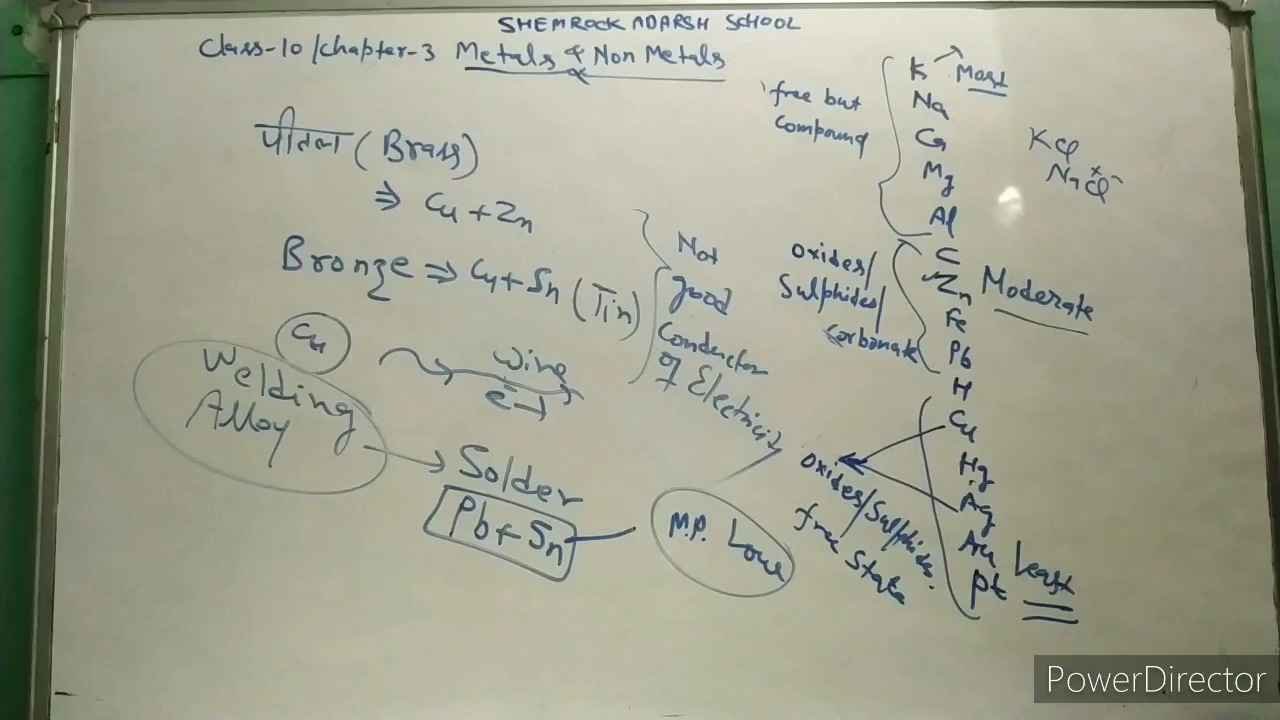 SHEMROCK ADARSH SCHOOL
Class-10/Chapter-3 Metals & Non Metals
पीतल (Brass)
⇒ Cu + Zn
Bronze ⇒ Cu + Sn (Tin)
Cu
wire
e-→
Welding
Alloy
Solder
Pb + Sn
M.P. Low
Not
good
Conductor
of Electricity
free but
Compound
Oxides/
Sulphides/
Carbonate
Oxides/Sulphides.
free State
K Most
Na
Ca
Mg
Al
C
Zn Moderate
Fe
Pb
H
Cu
Hg
Ag
Au Least
Pt
KCl
Na+Cl-
PowerDirector